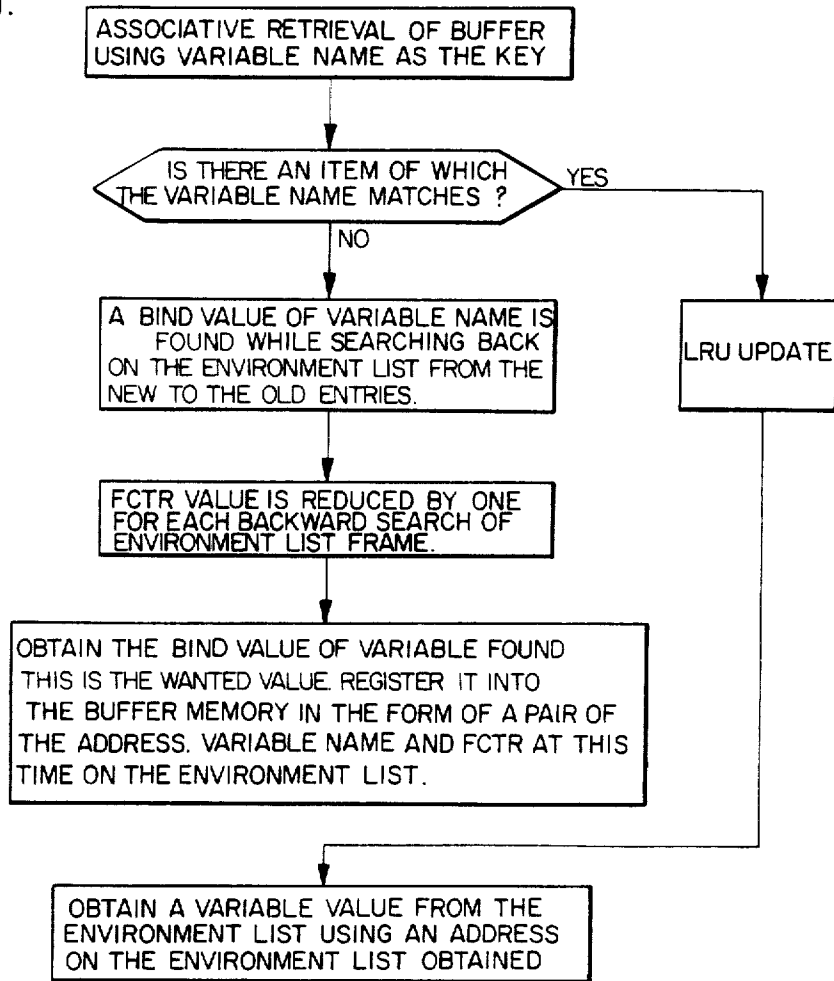 ASSOCIATIVE RETRIEVAL OF BUFFER
USING VARIABLE NAME AS THE KEY
IS THERE AN ITEM OF WHICH
THE VARIABLE NAME MATCHES ?
YES
NO
A BIND VALUE OF VARIABLE NAME IS
FOUND WHILE SEARCHING BACK
ON THE ENVIRONMENT LIST FROM THE
NEW TO THE OLD ENTRIES.
LRU UPDATE
FCTR VALUE IS REDUCED BY ONE
FOR EACH BACKWARD SEARCH OF
ENVIRONMENT LIST FRAME.
OBTAIN THE BIND VALUE OF VARIABLE FOUND
THIS IS THE WANTED VALUE. REGISTER IT INTO
THE BUFFER MEMORY IN THE FORM OF A PAIR OF
THE ADDRESS. VARIABLE NAME AND FCTR AT THIS
TIME ON THE ENVIRONMENT LIST.
OBTAIN A VARIABLE VALUE FROM THE
ENVIRONMENT LIST USING AN ADDRESS
ON THE ENVIRONMENT LIST OBTAINED